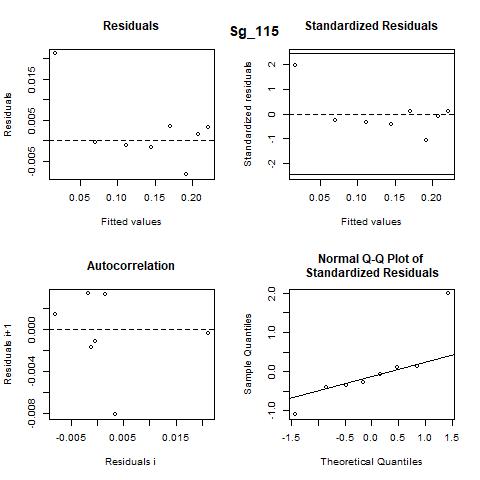 Sg_115
Residuals
Residuals
-0.005 0.005 0.015
0.05 0.10 0.15 0.20
Fitted values
Standardized Residuals
Standardized residuals
-2 -1 0 1 2
0.05 0.10 0.15 0.20
Fitted values
Autocorrelation
Residuals i+1
-0.008 -0.004 0.000
-0.005 0.005 0.015
Residuals i
Normal Q-Q Plot of
Standardized Residuals
Sample Quantiles
-1.0 0.0 1.0 2.0
-1.5 -0.5 0.0 0.5 1.0 1.5
Theoretical Quantiles